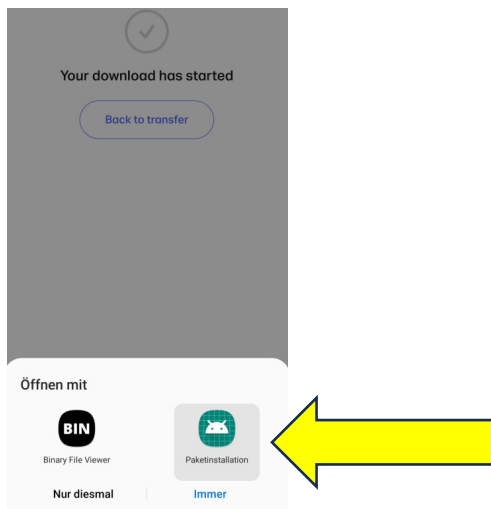 Your download has started
Back to transfer
Öffnen mit
BIN
Binary File Viewer Paketinstallation
Nur diesmal Immer